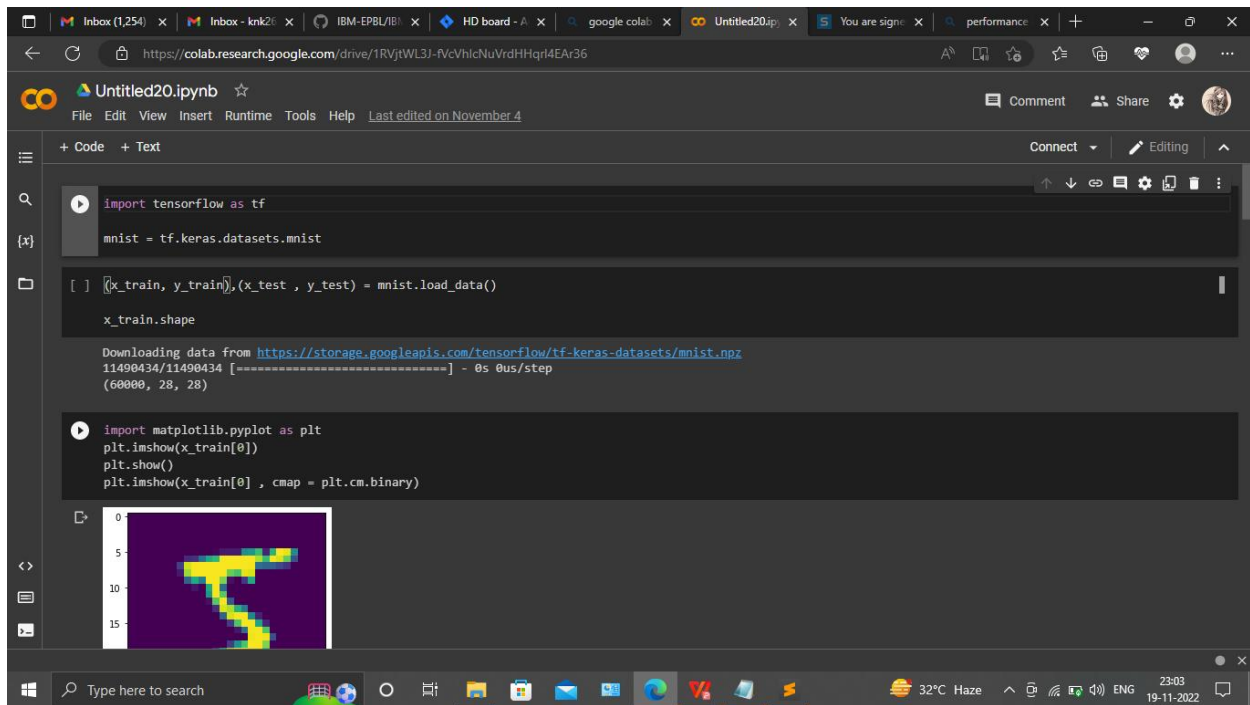 Inbox (1,254) Inbox - knk26 IBM-EPBL/IB HD board - A google colab Untitled20.ip You are signe performance
https://colab.research.google.com/drive/
Untitled20.ipynb
Comment Share
File Edit View Insert Runtime Tools Help Last edited on November 4
+ Code + Text Connect Editing
import tensorflow as tf
{x}
mnist = tf.keras.datasets.mnist
[ ] (x_train, y_train),(x_test , y_test) = mnist.load_data()
x_train.shape
Downloading data from https://storage.googleapis.com/tensorflow/tf-keras-datasets/mnist.npz
11490434/11490434 [==============================] - 0s 0us/step
(60000, 28, 28)
import matplotlib.pyplot as plt
plt.imshow(x_train[0])
plt.show()
plt.imshow(x_train[0] , cmap = plt.cm.binary)
0
5
10
15
Type here to search 32°C Haze ENG 23:03
19-11-2022